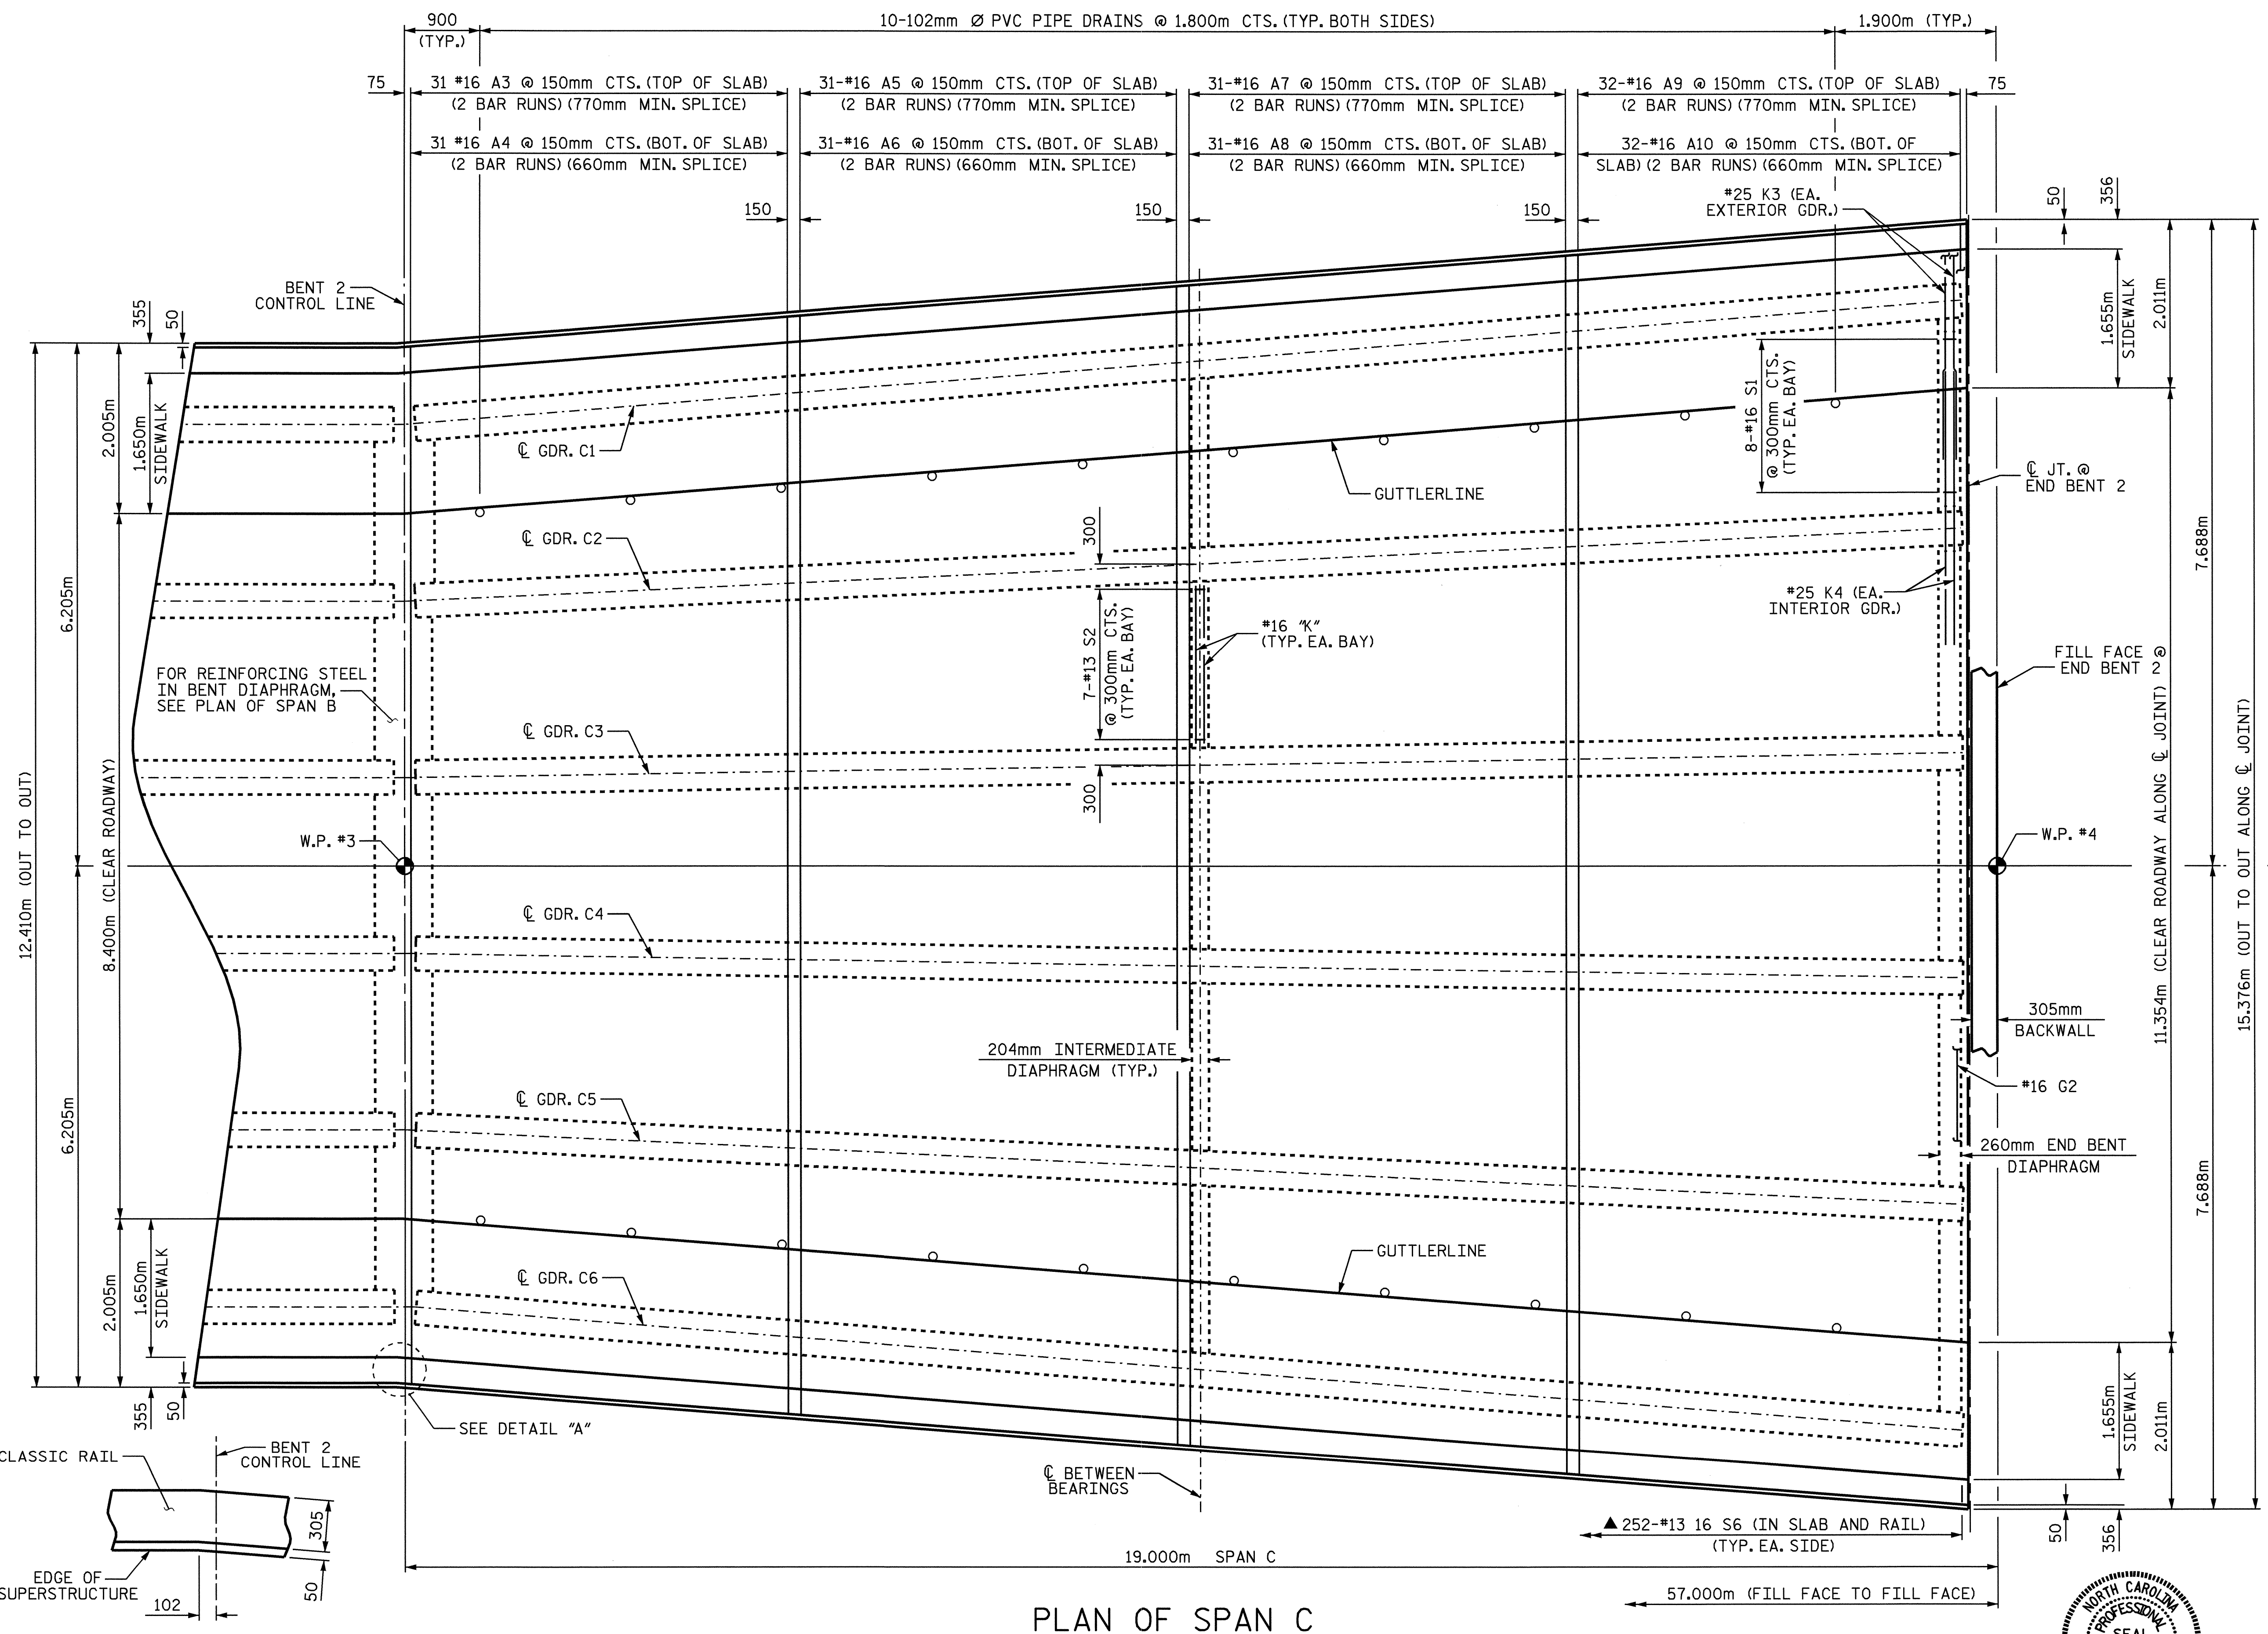 900
(TYP.)
10-102mm Ø PVC PIPE DRAINS @ 1.800m CTS. (TYP. BOTH SIDES)
1.900m (TYP.)
75
31 #16 A3 @ 150mm CTS. (TOP OF SLAB)
(2 BAR RUNS) (770mm MIN. SPLICE)
31-#16 A5 @ 150mm CTS. (TOP OF SLAB)
(2 BAR RUNS) (770mm MIN. SPLICE)
31-#16 A7 @ 150mm CTS. (TOP OF SLAB)
(2 BAR RUNS) (770mm MIN. SPLICE)
32-#16 A9 @ 150mm CTS. (TOP OF SLAB)
(2 BAR RUNS) (770mm MIN. SPLICE)
75
31 #16 A4 @ 150mm CTS. (BOT. OF SLAB)
(2 BAR RUNS) (660mm MIN. SPLICE)
31-#16 A6 @ 150mm CTS. (BOT. OF SLAB)
(2 BAR RUNS) (660mm MIN. SPLICE)
31-#16 A8 @ 150mm CTS. (BOT. OF SLAB)
(2 BAR RUNS) (660mm MIN. SPLICE)
32-#16 A10 @ 150mm CTS. (BOT. OF
SLAB) (2 BAR RUNS) (660mm MIN. SPLICE)
150
150
150
#25 K3 (EA.
EXTERIOR GDR.)
50
356
BENT 2
CONTROL LINE
355
50
2.005m
1.650m
SIDEWALK
6.205m
12.410m (OUT TO OUT)
8.400m (CLEAR ROADWAY)
℄ GDR. C1
GUTTLERLINE
8-#16 S1
@ 300mm CTS.
(TYP. EA. BAY)
1.655m
SIDEWALK
2.011m
℄ JT. @
END BENT 2
℄ GDR. C2
300
7-#13 S2
@ 300mm CTS.
(TYP. EA. BAY)
#16 "K"
(TYP. EA. BAY)
#25 K4 (EA.
INTERIOR GDR.)
7.688m
FILL FACE @
END BENT 2
FOR REINFORCING STEEL
IN BENT DIAPHRAGM,
SEE PLAN OF SPAN B
℄ GDR. C3
300
W.P. #3
W.P. #4
11.354m (CLEAR ROADWAY ALONG ℄ JOINT)
15.376m (OUT TO OUT ALONG ℄ JOINT)
℄ GDR. C4
204mm INTERMEDIATE
DIAPHRAGM (TYP.)
305mm
BACKWALL
#16 G2
℄ GDR. C5
6.205m
260mm END BENT
DIAPHRAGM
7.688m
GUTTLERLINE
℄ GDR. C6
2.005m
1.650m
SIDEWALK
355
50
SEE DETAIL "A"
1.655m
SIDEWALK
2.011m
50
356
℄ BETWEEN
BEARINGS
▲ 252-#13 16 S6 (IN SLAB AND RAIL)
(TYP. EA. SIDE)
19.000m SPAN C
57.000m (FILL FACE TO FILL FACE)
CLASSIC RAIL
BENT 2
CONTROL LINE
305
50
EDGE OF
SUPERSTRUCTURE
102
PLAN OF SPAN C
NORTH CAROLINA
PROFESSIONAL
SEAL